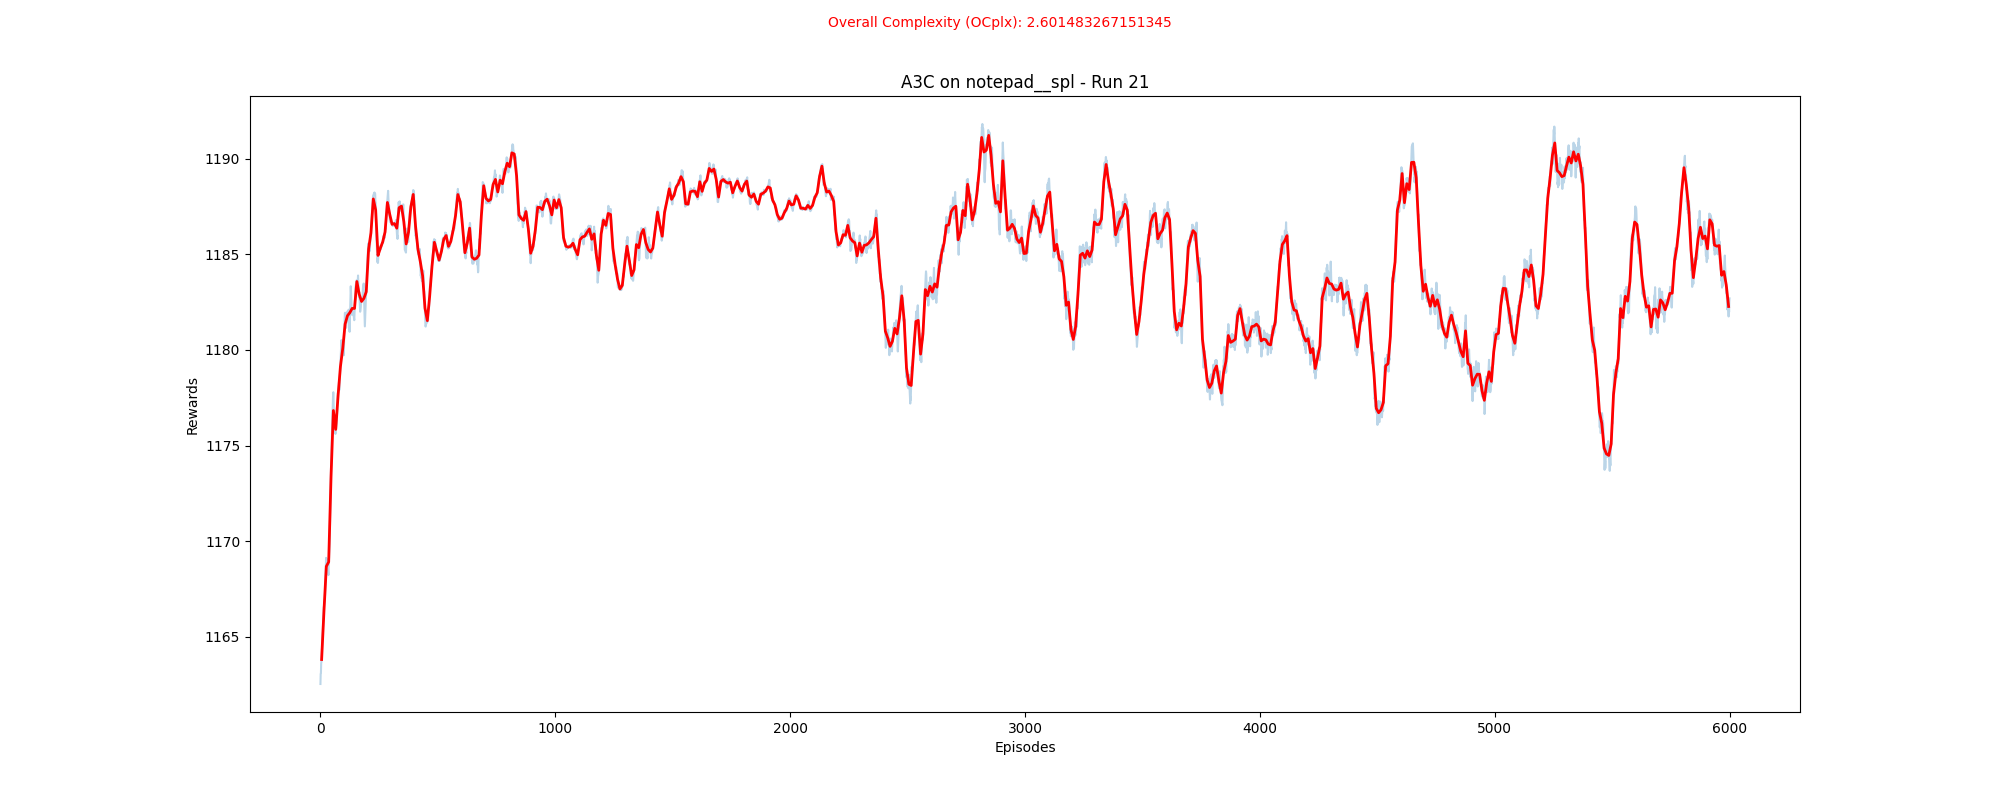 Overall Complexity (OCplx): 2.601483267151345
A3C on notepad__spl - Run 21
1190
1185
1180
1175
1170
1165
Rewards
0 1000 2000 3000 4000 5000 6000
Episodes